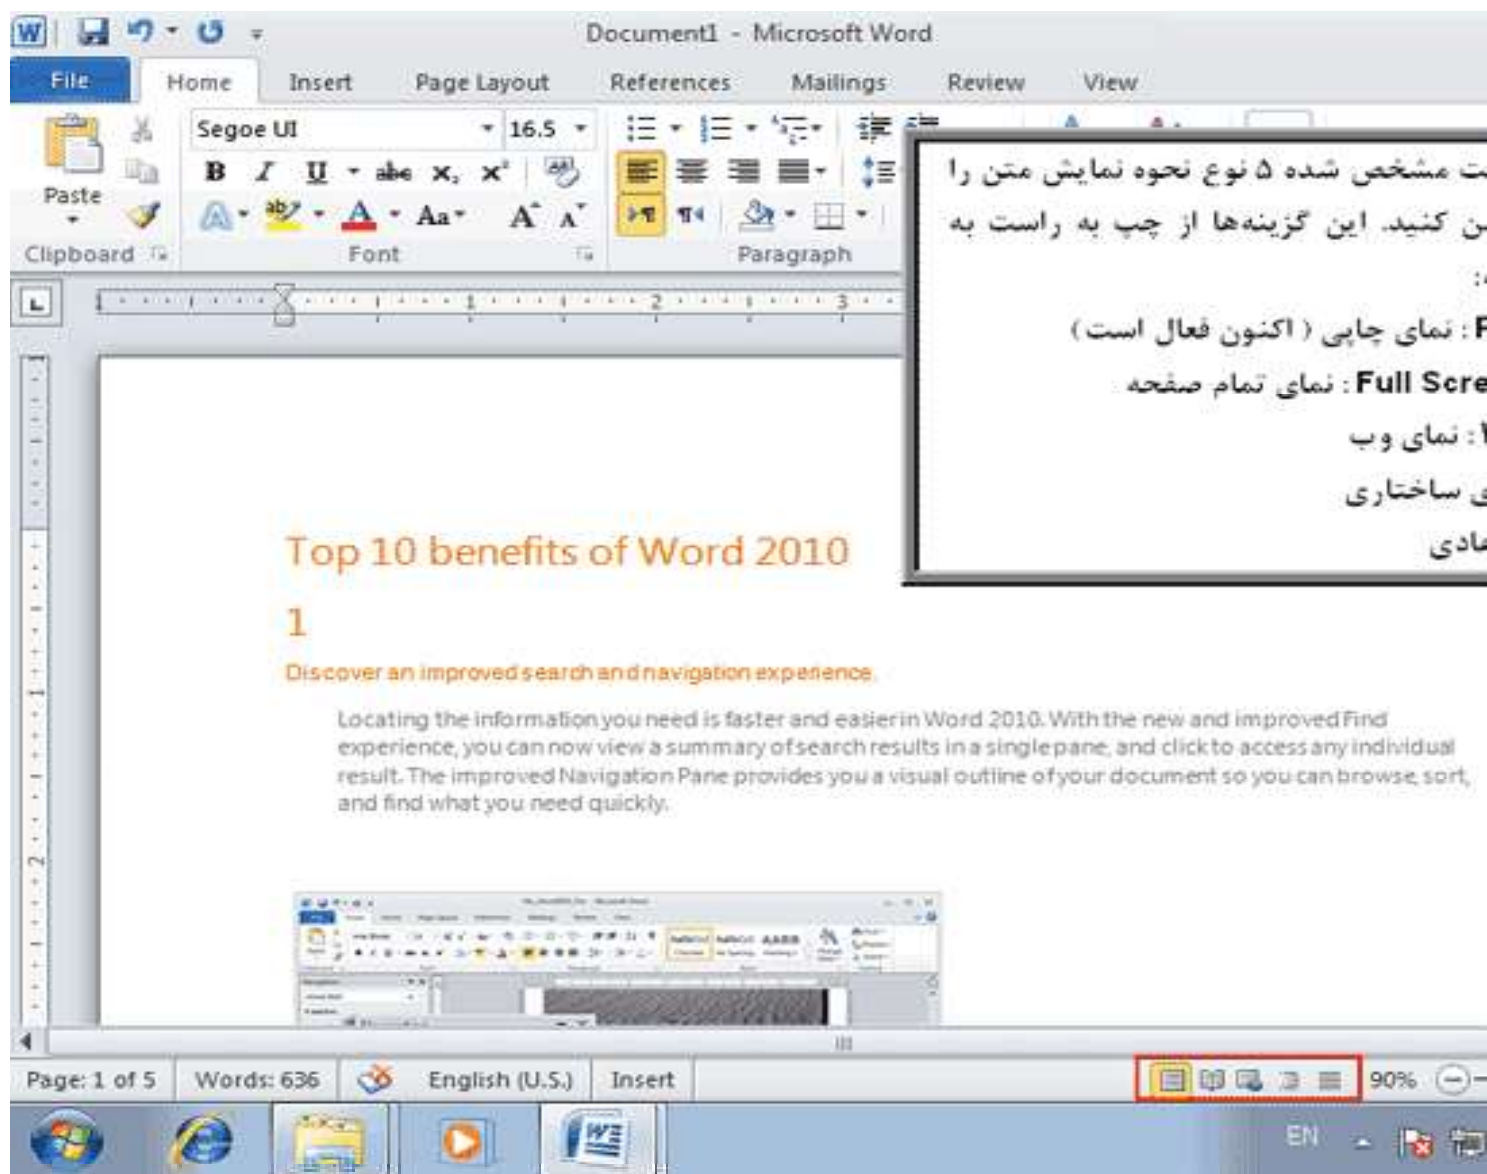 Document1 - Microsoft Word
File Home Insert Page Layout References Mailings Review View
Segoe UI 16.5
Paste
Clipboard Font Paragraph
مشخص شده ۵ نوع نحوه نمایش متن را
کنید. این گزینه‌ها از چپ به راست به
: نمای چاپی ( اکنون فعال است )
Full Scre : نمای تمام صفحه
: نمای وب
ساختاری
Top 10 benefits of Word 2010
1
Discover an improved search and navigation experience.
Locating the information you need is faster and easier in Word 2010. With the new and improved Find
experience, you can now view a summary of search results in a single pane, and click to access any individual
result. The improved Navigation Pane provides you a visual outline of your document so you can browse, sort,
and find what you need quickly.
Page: 1 of 5 Words: 636 English (U.S.) Insert 90%
EN